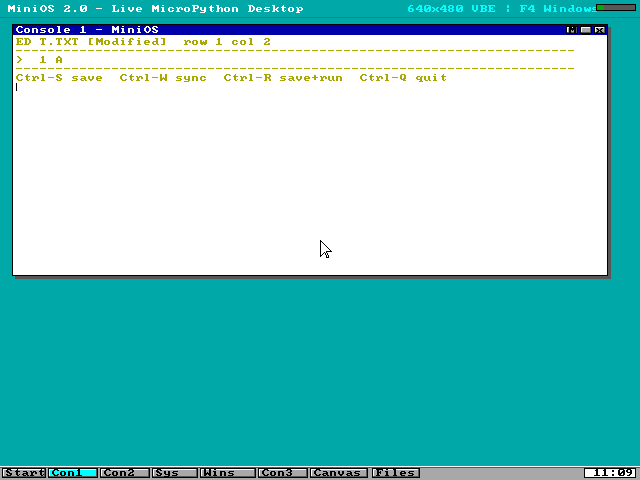 MiniOS 2.0 - Live MicroPython Desktop 640x480 VBE ¦ F4 Windows
Console 1 - MiniOS M X
ED T.TXT [Modified] row 1 col 2
----------------------------------------------------------------------
> 1 A
----------------------------------------------------------------------
Ctrl-S save Ctrl-W sync Ctrl-R save+run Ctrl-Q quit
Start Con1 Con2 Sys Wins Con3 Canvas Files 11:09